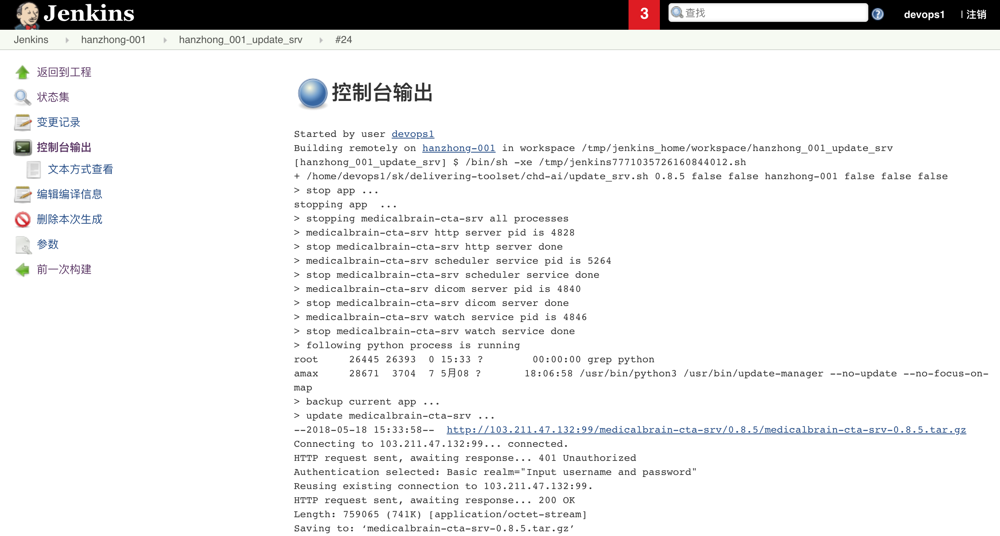 Jenkins
3
查找
devops1
| 注销
Jenkins
hanzhong-001
hanzhong_001_update_srv
#24
返回到工程
状态集
变更记录
控制台输出
文本方式查看
编辑编译信息
删除本次生成
参数
前一次构建
控制台输出
Started by user devops1
Building remotely on hanzhong-001 in workspace /tmp/jenkins_home/workspace/hanzhong_001_update_srv
[hanzhong_001_update_srv] $ /bin/sh -xe /tmp/jenkins7771035726160844012.sh
+ /home/devops1/sk/delivering-toolset/chd-ai/update_srv.sh 0.8.5 false false hanzhong-001 false false false
> stop app ...
stopping app  ...
> stopping medicalbrain-cta-srv all processes
> medicalbrain-cta-srv http server pid is 4828
> stop medicalbrain-cta-srv http server done
> medicalbrain-cta-srv scheduler service pid is 5264
> stop medicalbrain-cta-srv scheduler service done
> medicalbrain-cta-srv dicom server pid is 4840
> stop medicalbrain-cta-srv dicom server done
> medicalbrain-cta-srv watch service pid is 4846
> stop medicalbrain-cta-srv watch service done
> following python process is running
root     26445 26393  0 15:33 ?        00:00:00 grep python
amax     28671  3704  7 5月08 ?       18:06:58 /usr/bin/python3 /usr/bin/update-manager --no-update --no-focus-on-
map
> backup current app ...
> update medicalbrain-cta-srv ...
--2018-05-18 15:33:58--  http://103.211.47.132:99/medicalbrain-cta-srv/0.8.5/medicalbrain-cta-srv-0.8.5.tar.gz
Connecting to 103.211.47.132:99... connected.
HTTP request sent, awaiting response... 401 Unauthorized
Authentication selected: Basic realm="Input username and password"
Reusing existing connection to 103.211.47.132:99.
HTTP request sent, awaiting response... 200 OK
Length: 759065 (741K) [application/octet-stream]
Saving to: ‘medicalbrain-cta-srv-0.8.5.tar.gz’